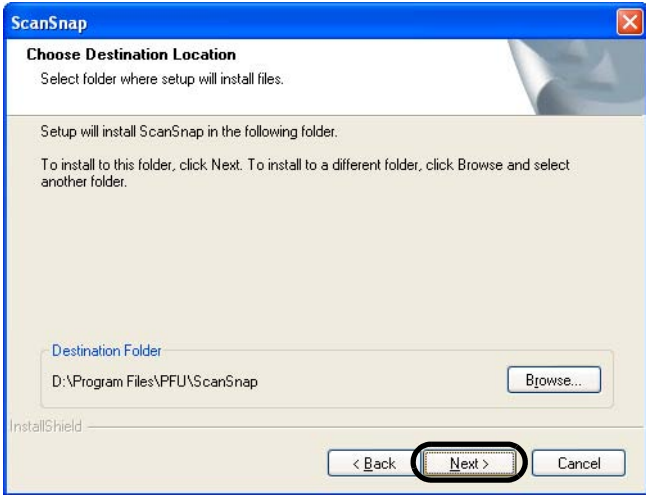 ScanSnap
Choose Destination Location
Select folder where setup will install files.
Setup will install ScanSnap in the following folder.
To install to this folder, click Next. To install to a different folder, click Browse and select
another folder.
Destination Folder
D:\Program Files\PFU\ScanSnap
Browse...
InstallShield
< Back
Next >
Cancel